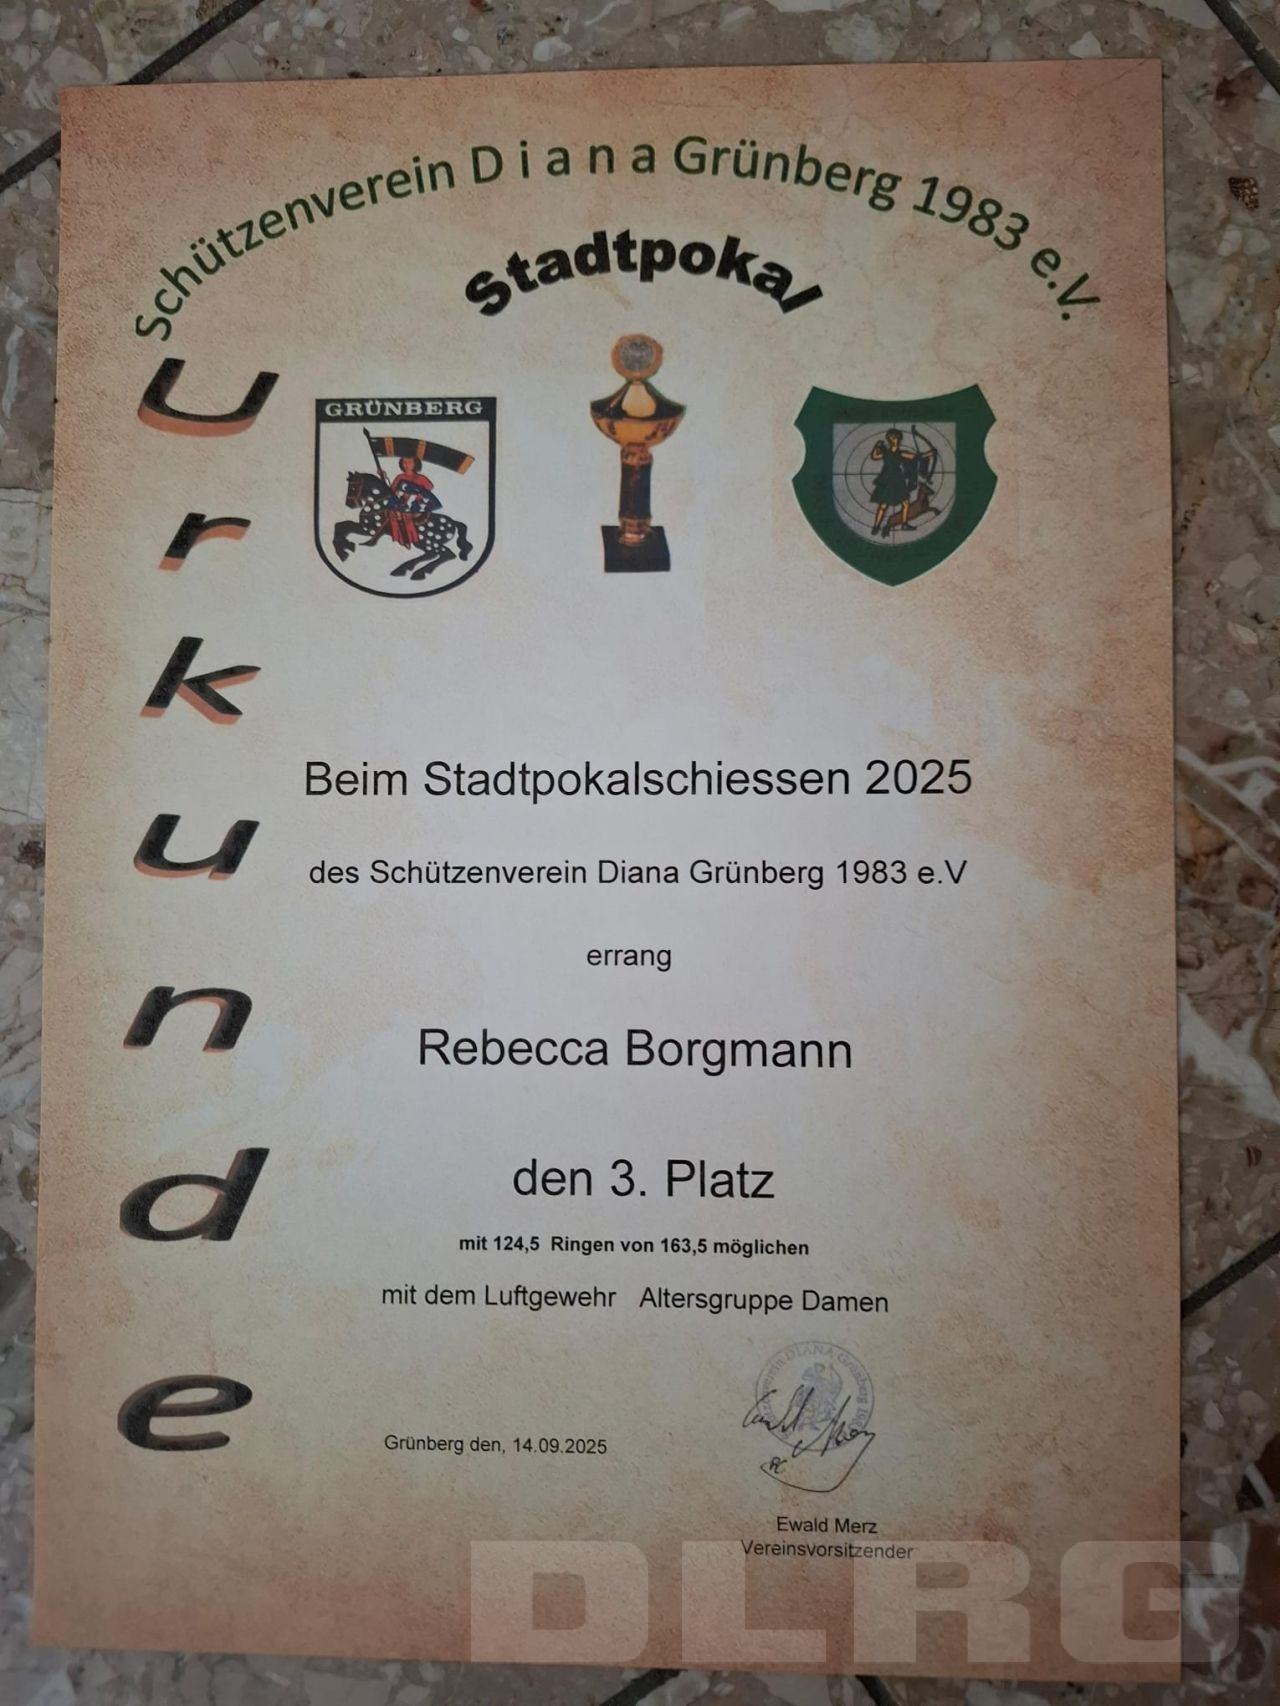 Schützenverein D i a n a Grünberg 1983 e.V.
Stadtpokal
Urkunde
GRÜNBERG
Beim Stadtpokalschiessen 2025
des Schützenverein Diana Grünberg 1983 e.V
errang
Rebecca Borgmann
den 3. Platz
mit 124,5 Ringen von 163,5 möglichen
mit dem Luftgewehr Altersgruppe Damen
DIANA Grünberg
Grünberg den, 14.09.2025
Ewald Merz
Vereinsvorsitzender
DLRG